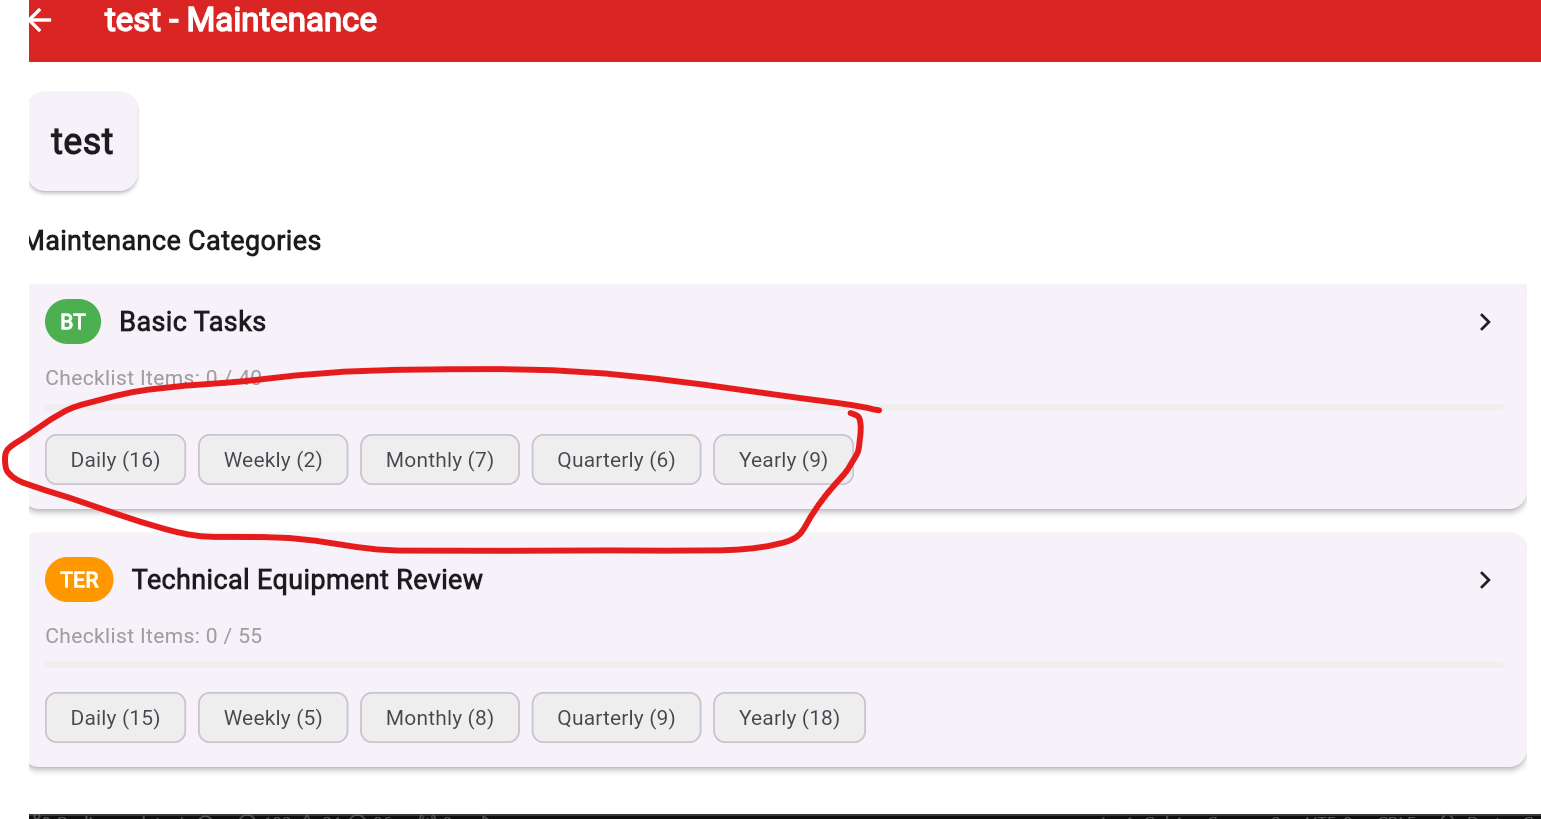 test - Maintenance
test
Maintenance Categories
BT Basic Tasks
Checklist Items: 0 / 40
Daily (16) Weekly (2) Monthly (7) Quarterly (6) Yearly (9)
TER Technical Equipment Review
Checklist Items: 0 / 55
Daily (15) Weekly (5) Monthly (8) Quarterly (9) Yearly (18)